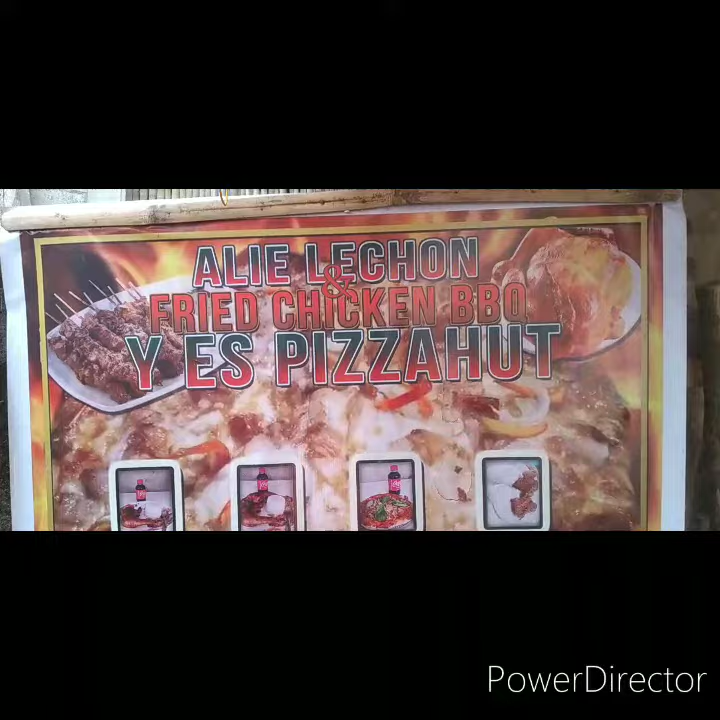 ALIE LECHON
&
FRIED CHICKEN BBQ
Y ES PIZZAHUT
PowerDirector